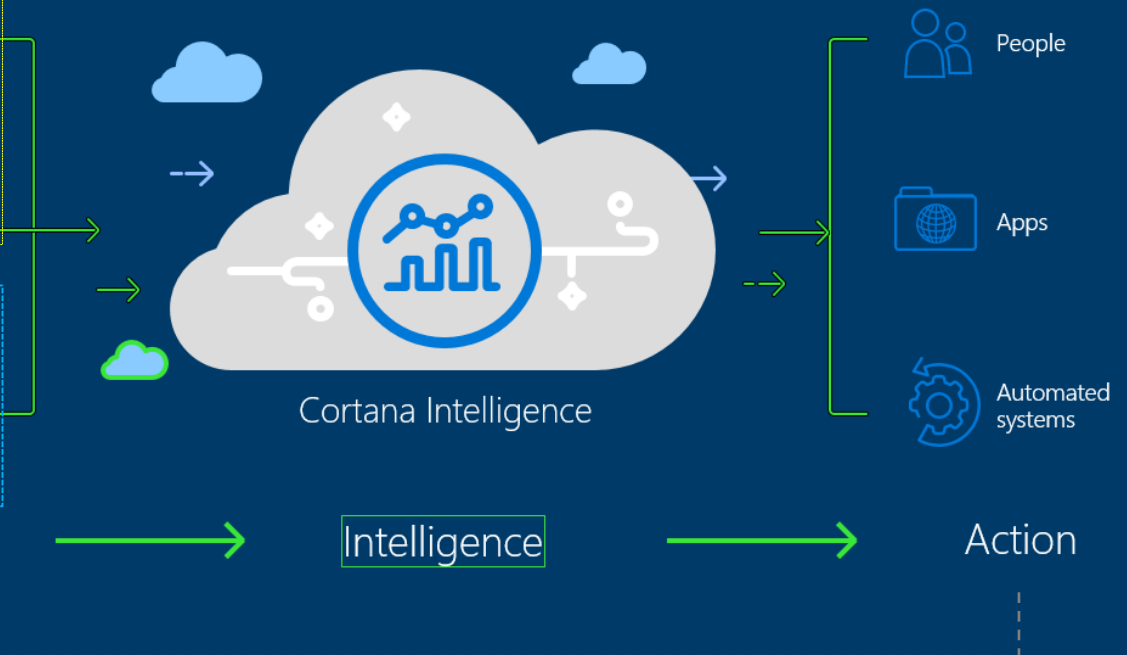 People
Apps
Automated
systems
Cortana Intelligence
Intelligence
Action